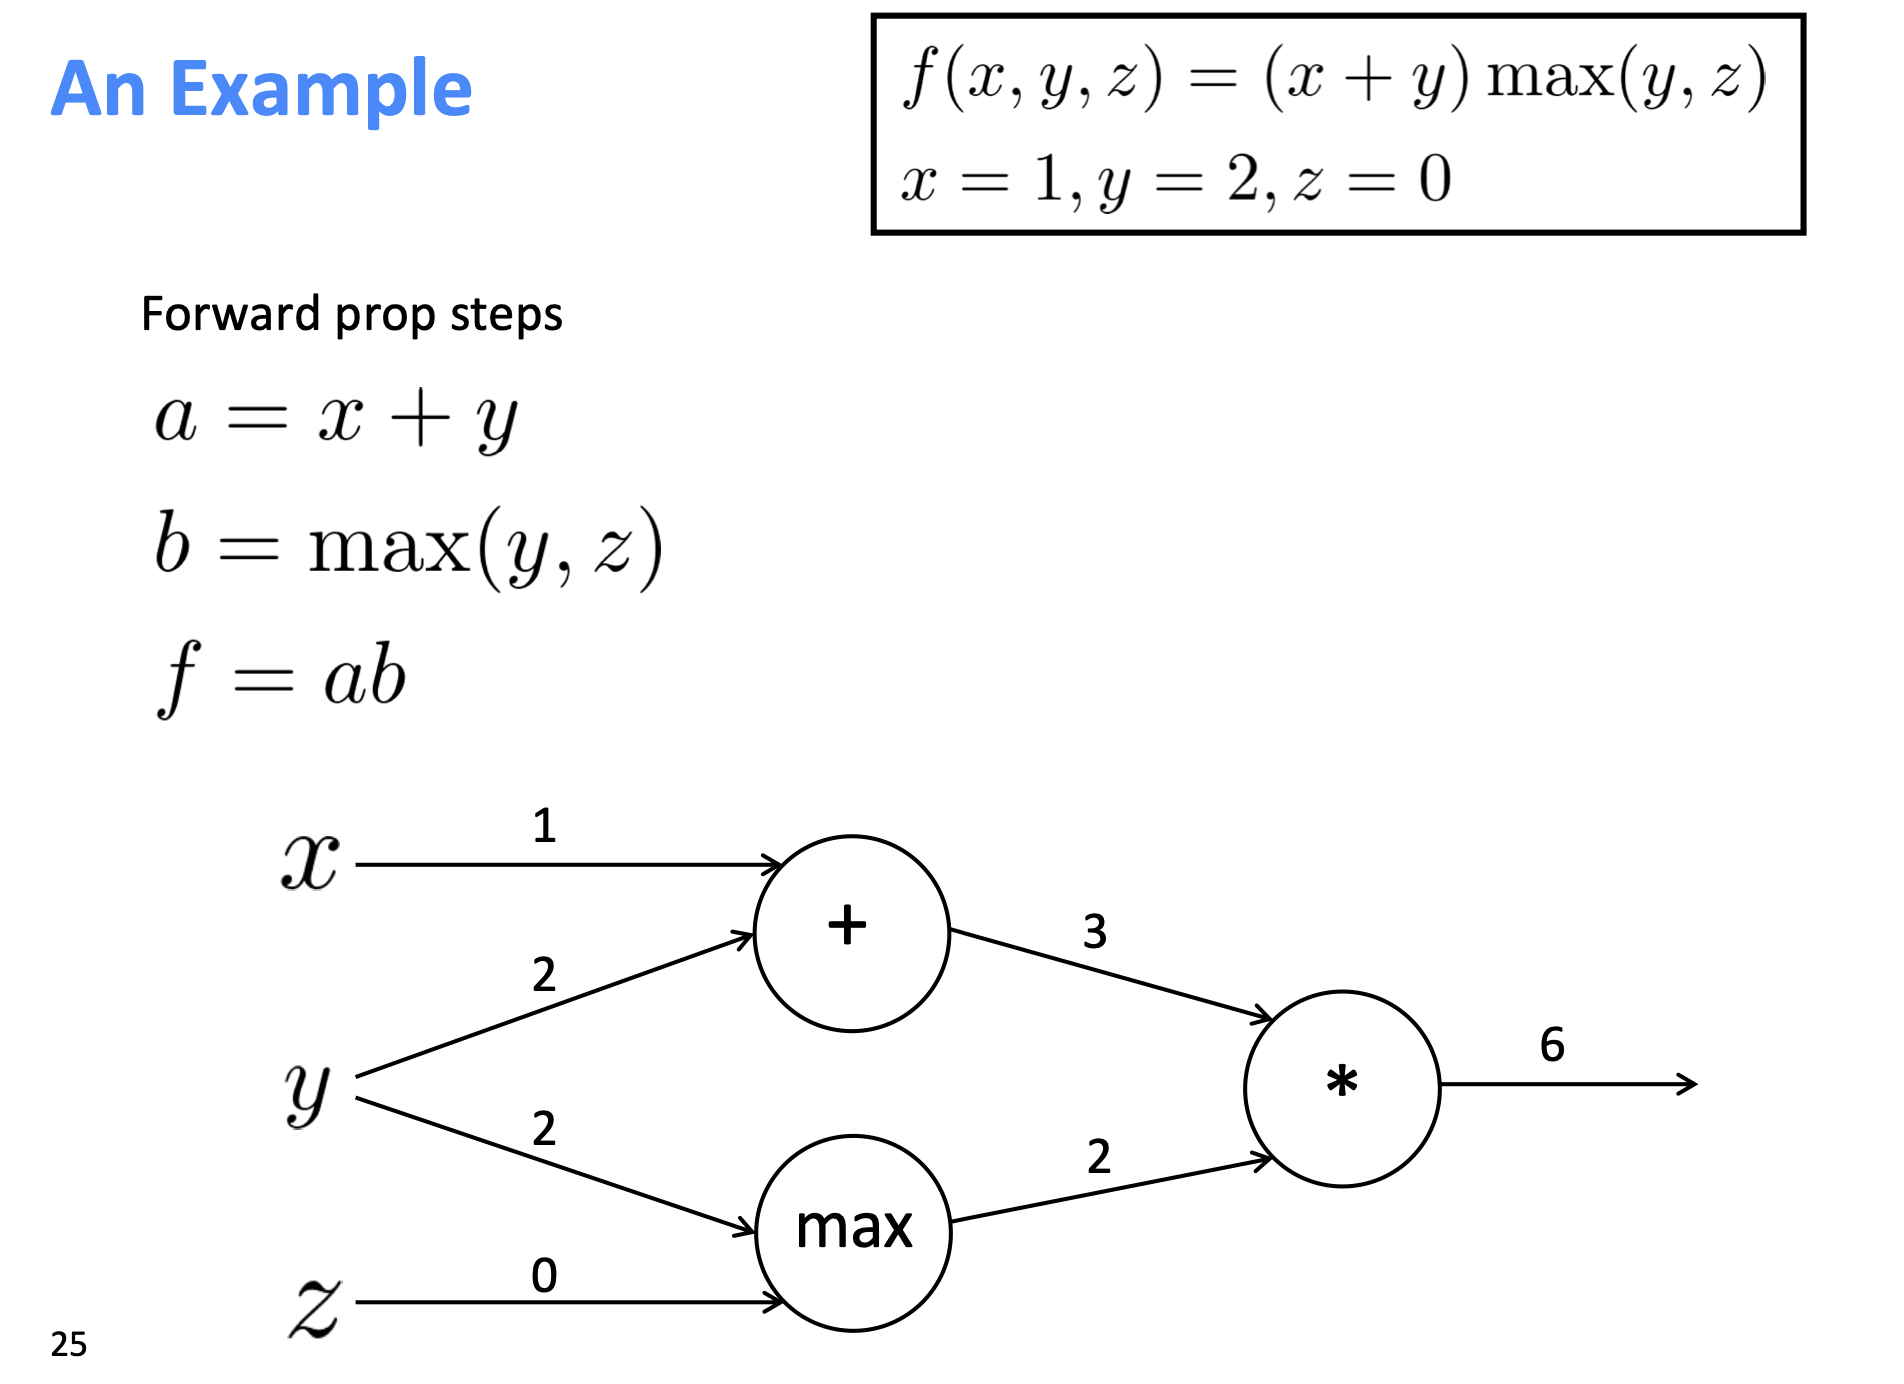 An Example
f(x, y, z) = (x + y) max(y, z)
x = 1, y = 2, z = 0
Forward prop steps
a = x + y
b = max(y, z)
f = ab
x
1
+
2
3
y
*
6
2
max
2
z
0
25